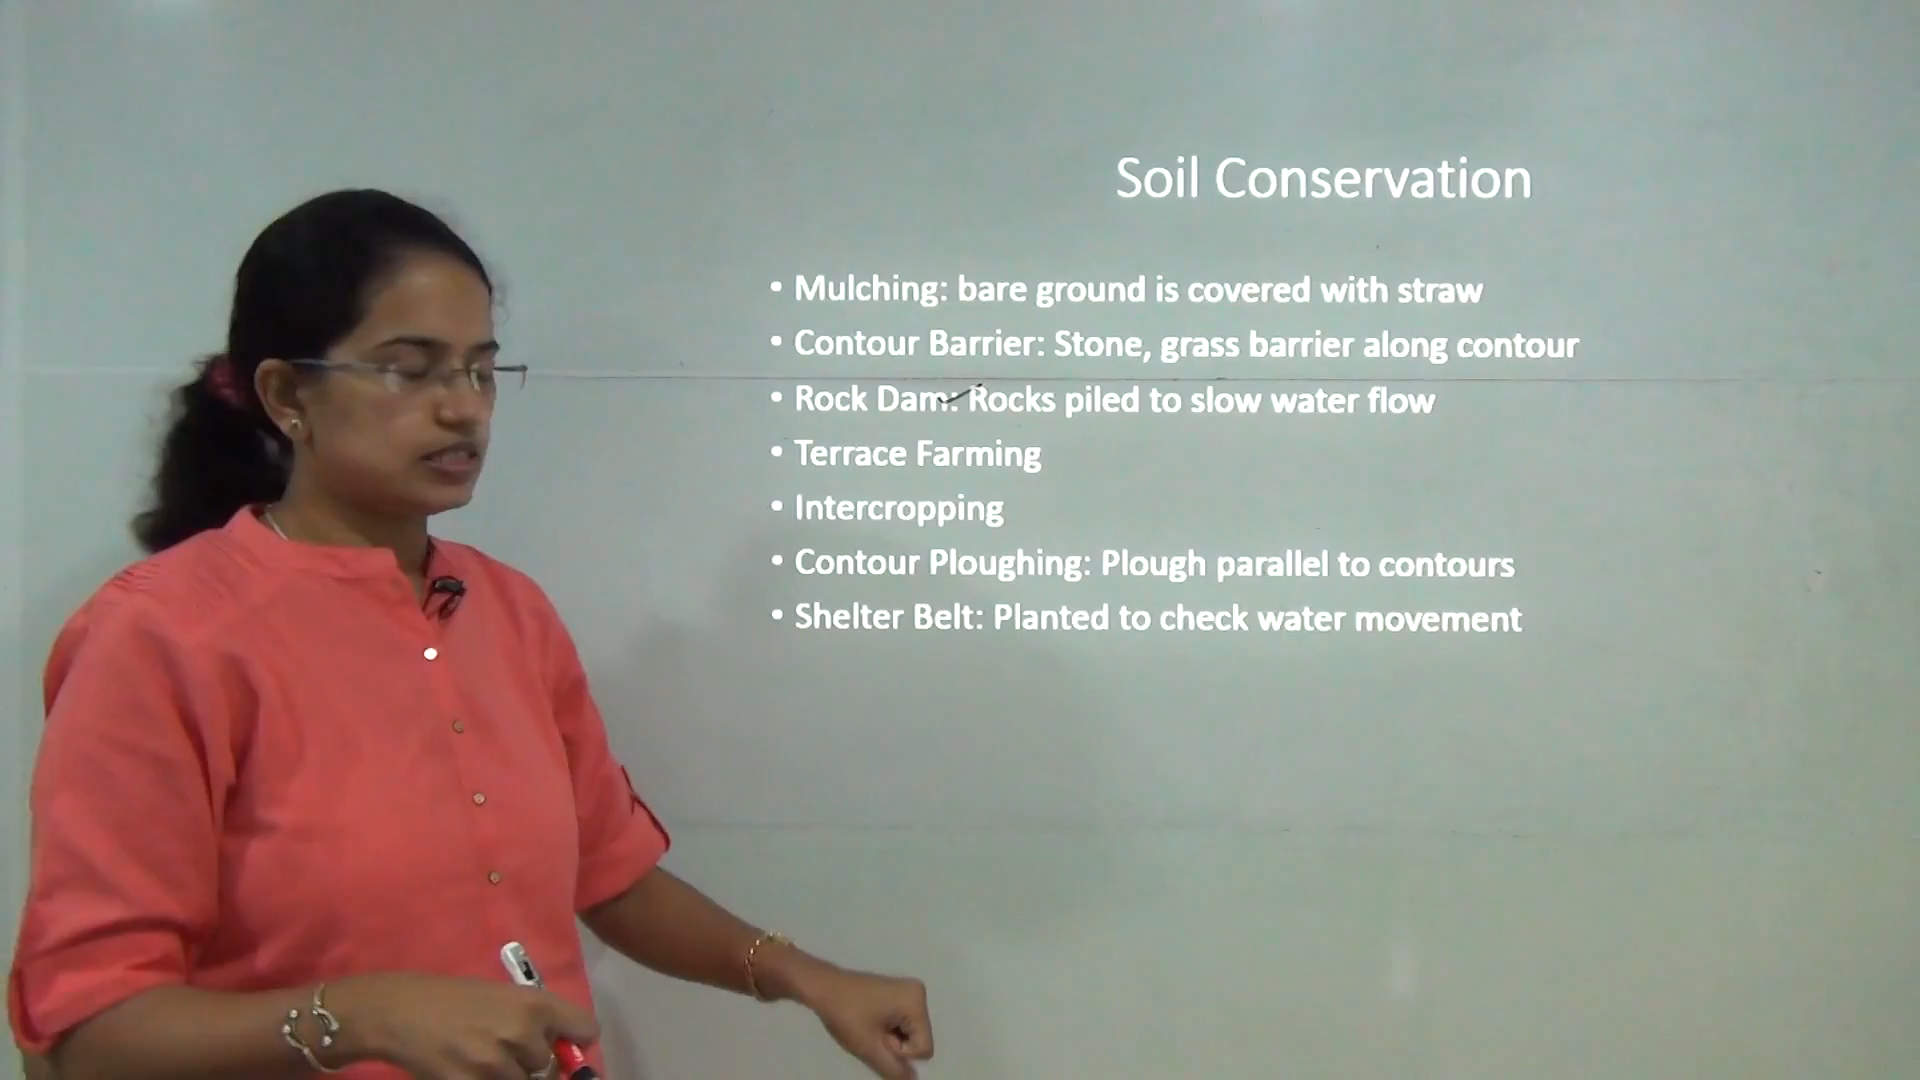 Soil Conservation
• Mulching: bare ground is covered with straw
• Contour Barrier: Stone, grass barrier along contour
• Rock Dam: Rocks piled to slow water flow
• Terrace Farming
• Intercropping
• Contour Ploughing: Plough parallel to contours
• Shelter Belt: Planted to check water movement